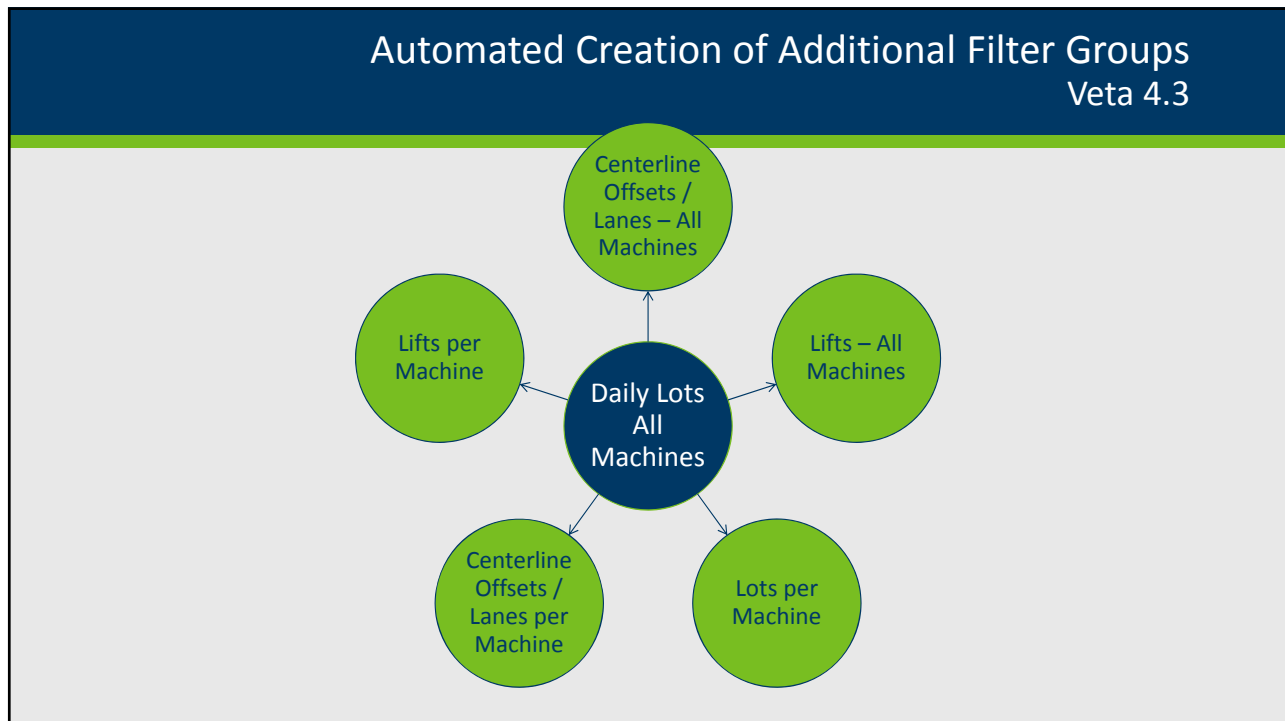 Automated Creation of Additional Filter Groups
Veta 4.3
Centerline
Offsets /
Lanes – All
Machines
Lifts per
Machine
Lifts – All
Machines
Daily Lots
All
Machines
Centerline
Offsets /
Lanes per
Machine
Lots per
Machine